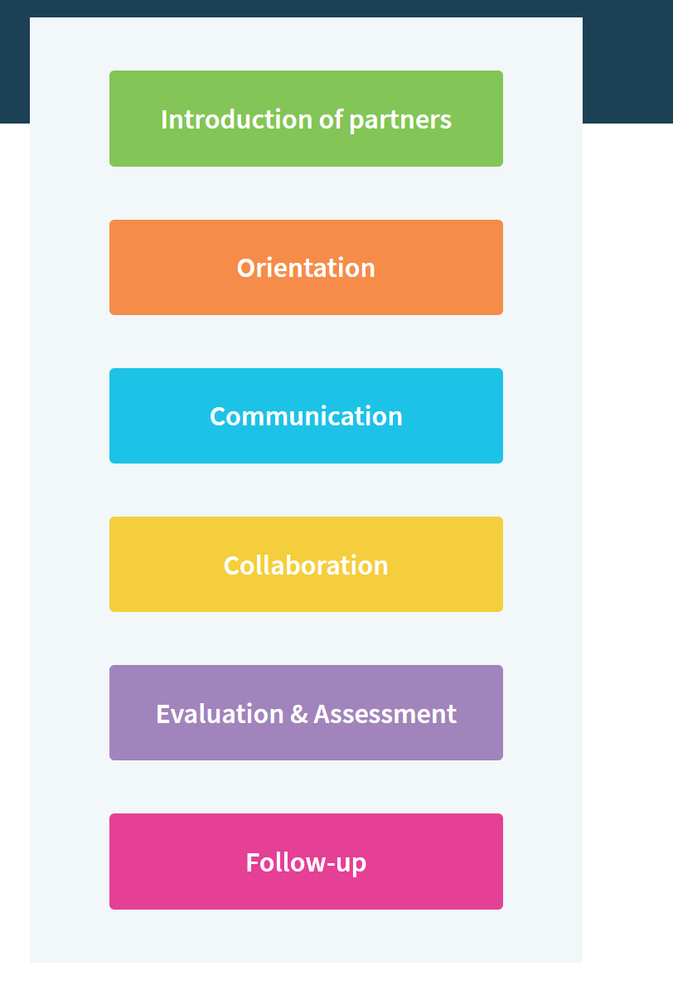 Introduction of partners
Orientation
Communication
Collaboration
Evaluation & Assessment
Follow-up